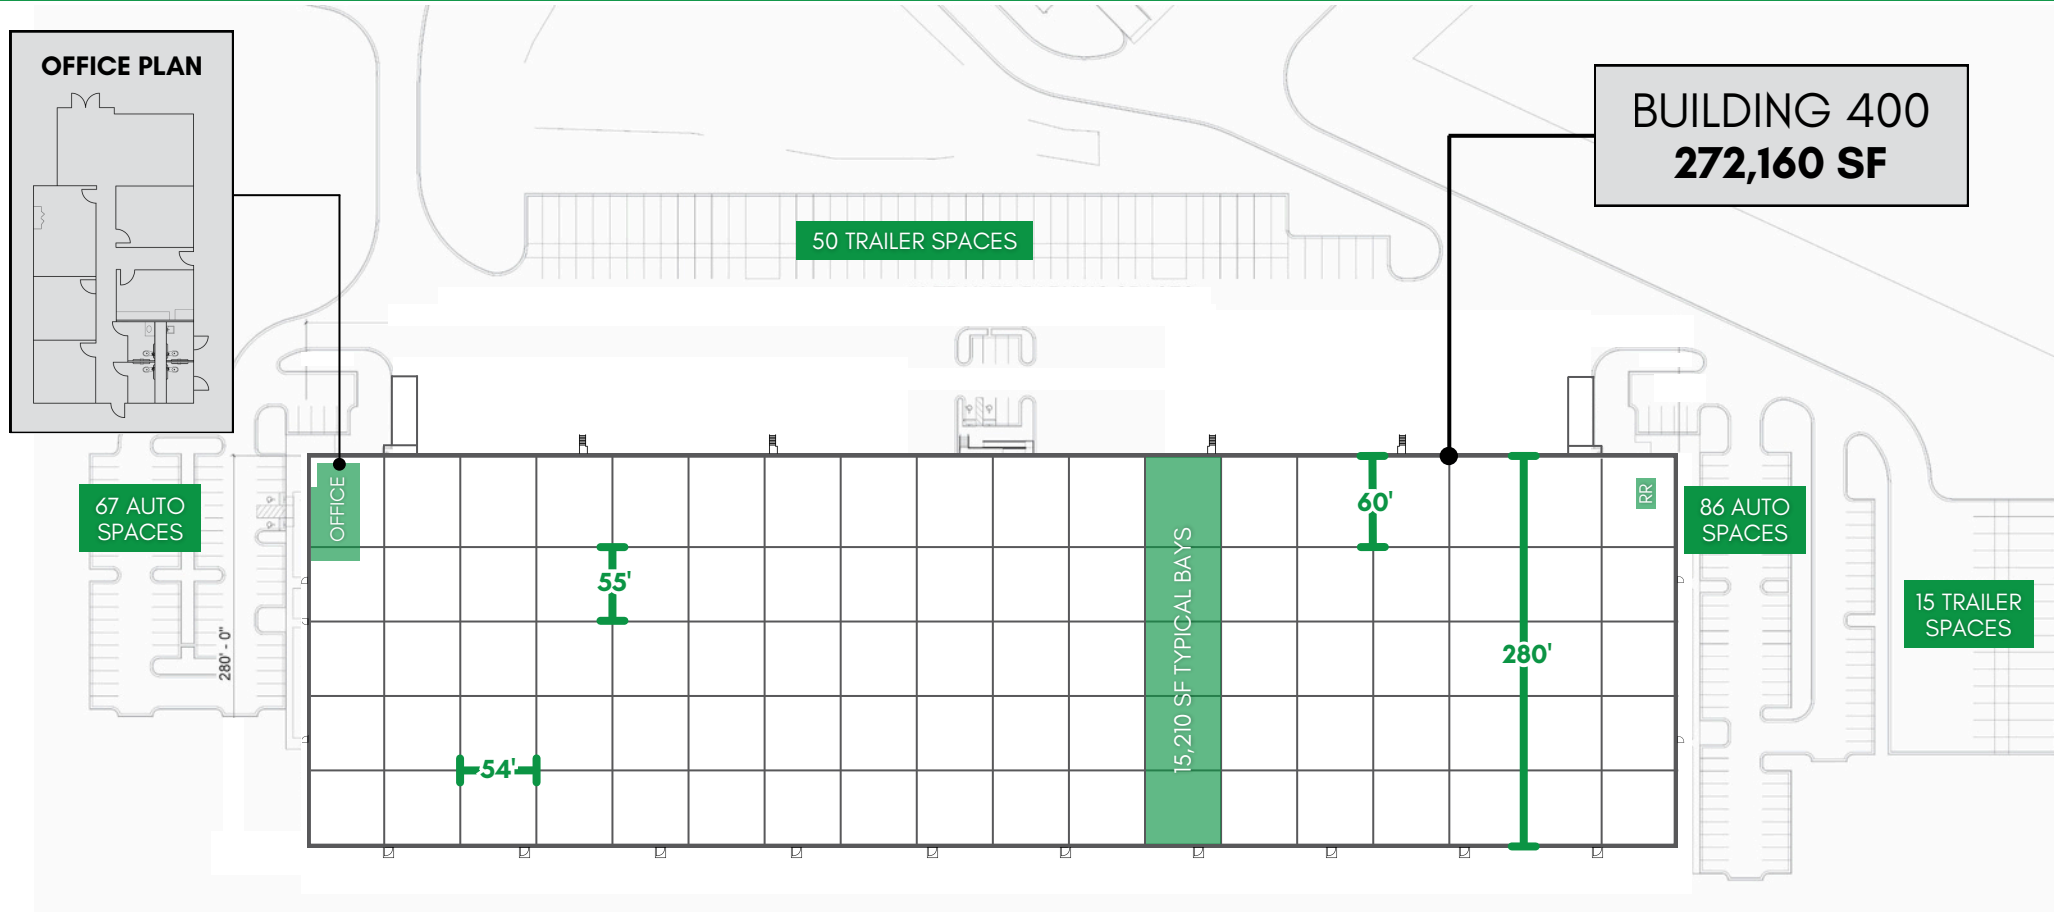 OFFICE PLAN
BUILDING 400
272,160 SF
50 TRAILER SPACES
OFFICE
67 AUTO
SPACES
280' - 0"
55'
54'
15,210 SF TYPICAL BAYS
60'
280'
RR
86 AUTO
SPACES
15 TRAILER
SPACES